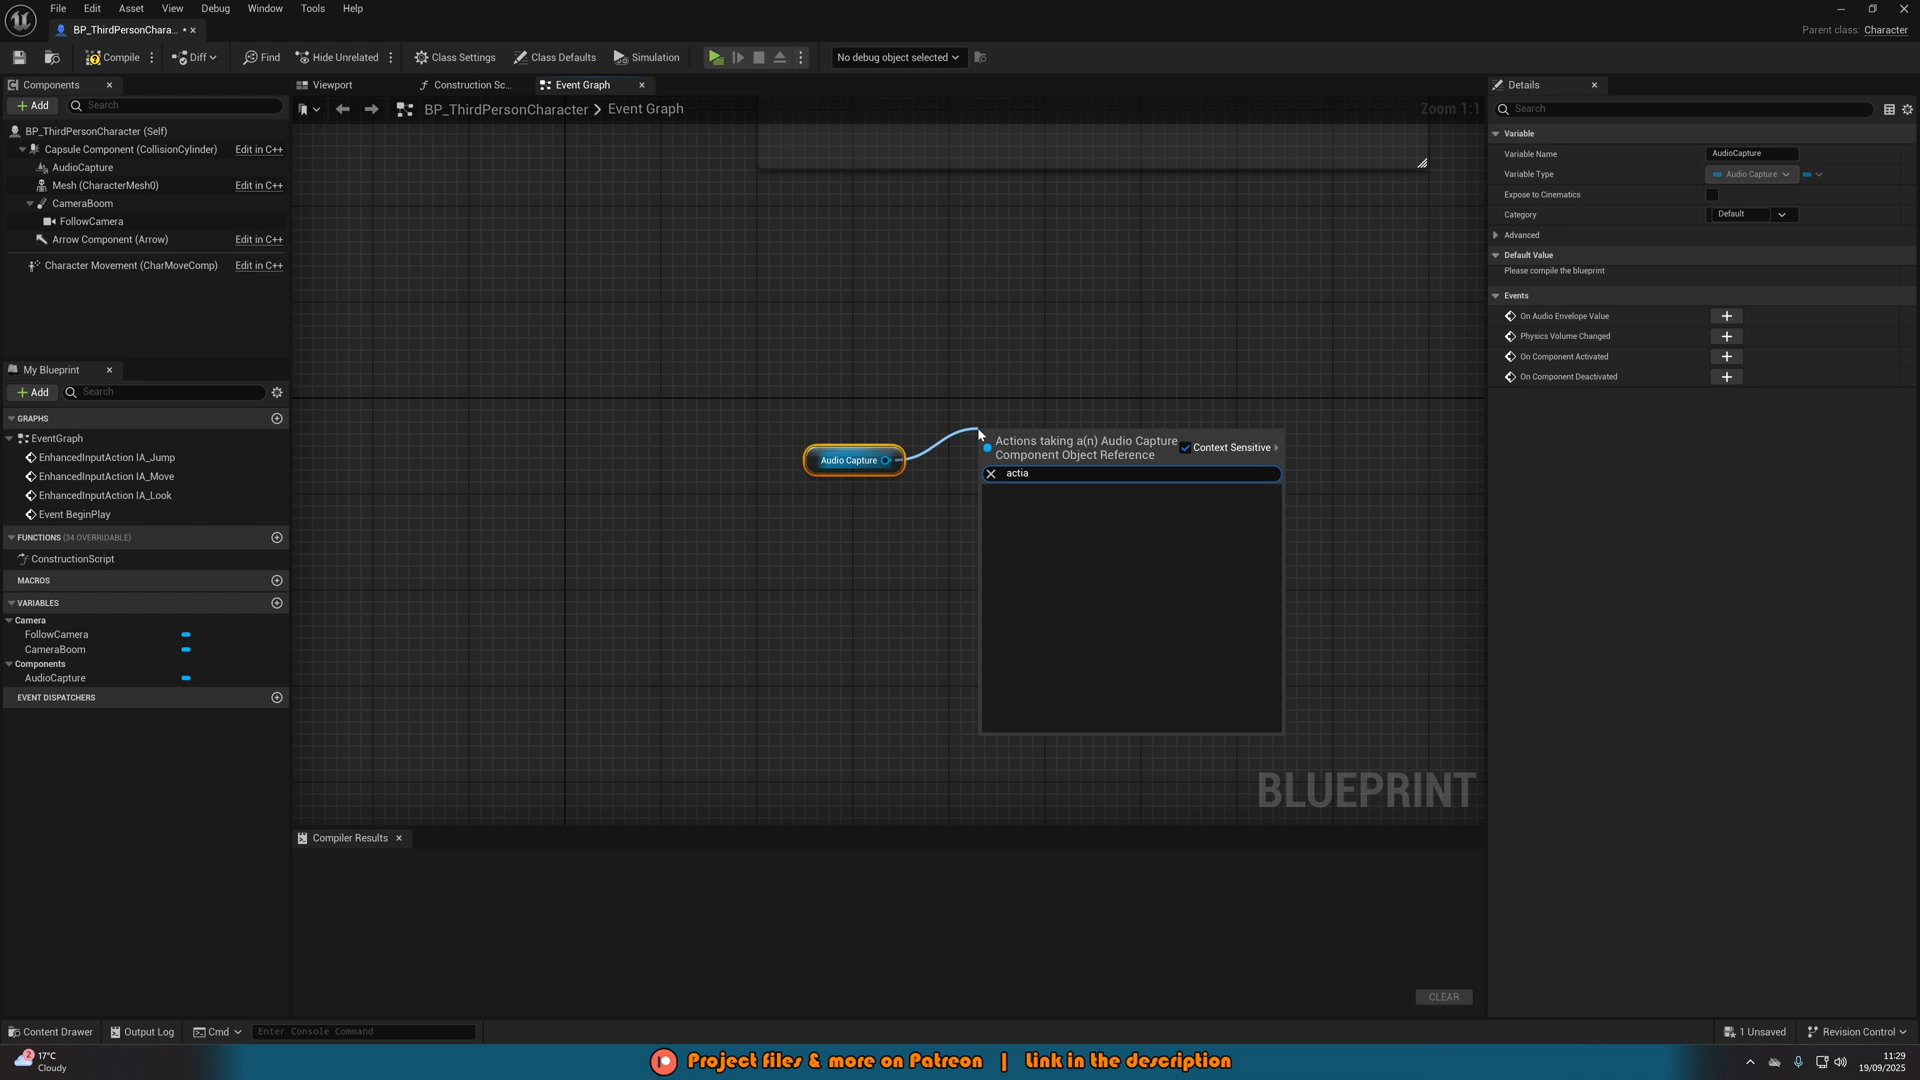 File Edit Asset View Debug Window Tools Help
BP_ThirdPersonChara...
Parent class: Character
Compile Diff Find Hide Unrelated Class Settings Class Defaults Simulation No debug object selected
Components
Add Search
BP_ThirdPersonCharacter (Self)
Capsule Component (CollisionCylinder) Edit in C++
AudioCapture
Mesh (CharacterMesh0) Edit in C++
CameraBoom
FollowCamera
Arrow Component (Arrow) Edit in C++
Character Movement (CharMoveComp) Edit in C++
My Blueprint
Add Search
GRAPHS
EventGraph
EnhancedInputAction IA_Jump
EnhancedInputAction IA_Move
EnhancedInputAction IA_Look
Event BeginPlay
FUNCTIONS (34 OVERRIDABLE)
ConstructionScript
MACROS
VARIABLES
Camera
FollowCamera
CameraBoom
Components
AudioCapture
EVENT DISPATCHERS
Viewport Construction Sc... Event Graph
BP_ThirdPersonCharacter > Event Graph
Zoom 1:1
Audio Capture
Actions taking a(n) Audio Capture
Component Object Reference
Context Sensitive
actia
BLUEPRINT
Compiler Results
CLEAR
Details
Search
Variable
Variable Name AudioCapture
Variable Type Audio Capture
Expose to Cinematics
Category Default
Advanced
Default Value
Please compile the blueprint
Events
On Audio Envelope Value
Physics Volume Changed
On Component Activated
On Component Deactivated
Content Drawer Output Log Cmd Enter Console Command
1 Unsaved Revision Control
2
17°C
Cloudy
Project files & more on Patreon | Link in the description
11:29
19/09/2025